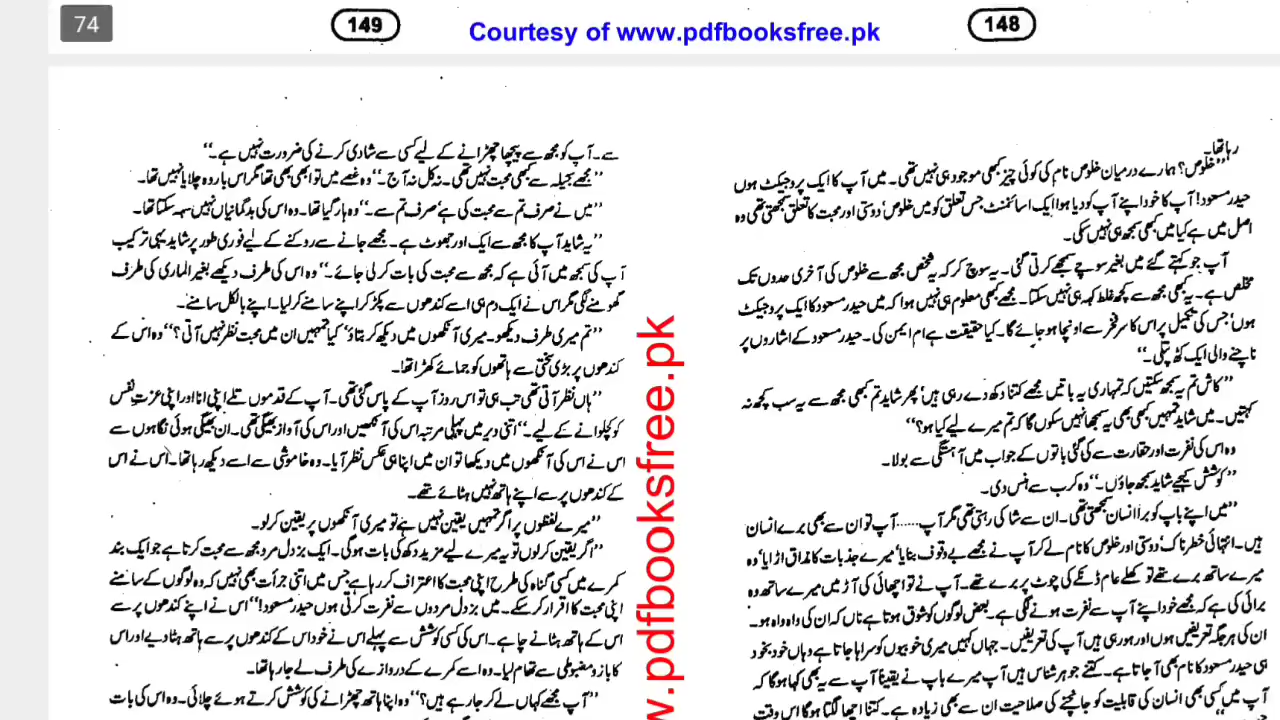 74
149
Courtesy of www.pdfbooksfree.pk
148
رہا تھا۔
"خلوص؟ ہمارے درمیان خلوص نام کی کوئی چیز کبھی موجود ہی نہیں تھی۔ میں آپ کا ایک پروجیکٹ ہوں
حیدر مسعود! آپ کا خود اپنے آپ کو دیا ہوا ایک اسائنمنٹ جس تعلق کو میں خلوص' دوستی اور محبت کا تعلق سمجھتی تھی وہ
اصل میں ہے کیا میں کبھی سمجھ ہی نہیں سکی۔
آپ جو کہتے گئے میں بغیر سوچے سمجھے کرتی گئی۔ یہ سوچ کر کہ یہ شخص مجھ سے خلوص کی آخری حدوں تک
مخلص ہے۔ یہ کبھی مجھ سے کچھ غلط کہہ ہی نہیں سکتا۔ مجھے کبھی معلوم ہی نہیں ہوا کہ میں حیدر مسعود کا ایک پروجیکٹ
ہوں' جس کی تکمیل پر اس کا سر فخر سے اونچا ہو جائے گا۔ کیا حقیقت ہے ام ایمن کی۔ حیدر مسعود کے اشاروں پر
ناچنے والی ایک کٹھ پتلی۔"
"کاش تم یہ سمجھ سکتیں کہ تمہاری یہ باتیں مجھے کتنا دکھ دے رہی ہیں' پھر شاید تم کبھی مجھ سے یہ سب کچھ نہ
کہتیں۔ میں شاید تمہیں کبھی بھی یہ سمجھا نہیں سکوں گا کہ تم میرے لیے کیا ہو؟"
وہ اس کی نفرت اور حقارت سے کی گئی باتوں کے جواب میں آہستگی سے بولا۔
"کوشش کیجیے شاید سمجھ جاؤں۔" وہ کرب سے ہنس دی۔
"میں اپنے باپ کو برا انسان سمجھتی تھی۔ ان سے شاکی رہتی تھی مگر آپ...... آپ تو ان سے بھی برے انسان
ہیں۔ انتہائی خطرناک' دوستی اور خلوص کا نام لے کر آپ نے مجھے بے وقوف بنایا' میرے جذبات کا مذاق اڑایا' وہ
میرے ساتھ برے تھے تو کھلے عام ڈنکے کی چوٹ پر برے تھے۔ آپ نے تو اچھائی کی آڑ میں میرے ساتھ وہ
برائی کی ہے کہ مجھے خود اپنے آپ سے نفرت ہونے لگی ہے۔ بعض لوگوں کو شوق ہوتا ہے ناں کہ ان کی واہ واہ ہو۔
ان کی ہر جگہ تعریفیں ہوں اور ہو رہی ہیں آپ کی تعریفیں۔ جہاں کہیں میری خوبیوں کو سراہا جاتا ہے وہاں خود بخود
ہی حیدر مسعود کا نام بھی آ جاتا ہے۔ کتنے جوہر شناس ہیں آپ میرے باپ نے یقیناً آپ سے یہ بھی کہا ہوگا کہ
آپ میں کسی بھی انسان کی قابلیت کو جانچنے کی صلاحیت ان سے بھی زیادہ ہے۔ کتنا اچھا لگتا ہوگا اس وقت
سے۔ آپ کو مجھ سے پیچھا چھڑانے کے لیے کسی سے شادی کرنے کی ضرورت نہیں ہے۔"
"مجھے بجیلہ سے کبھی محبت نہیں تھی۔ نہ کل نہ آج۔" وہ غصے میں تو ابھی بھی تھا مگر اس بار وہ چلایا نہیں تھا۔
"میں نے صرف تم سے محبت کی ہے' صرف تم سے۔" وہ ہار گیا تھا۔ وہ اس کی بدگمانیاں نہیں سہہ سکتا تھا۔
"یہ شاید آپ کا مجھ سے ایک اور جھوٹ ہے۔ مجھے جانے سے روکنے کے لیے فوری طور پر شاید یہی ترکیب
آپ کی سمجھ میں آئی ہے کہ مجھ سے محبت کی بات کر لی جائے۔" وہ اس کی طرف دیکھے بغیر الماری کی طرف
گھومنے لگی مگر اس نے ایک دم ہی اسے کندھوں سے پکڑ کر اپنے سامنے کر لیا۔ اپنے بالکل سامنے۔
"تم میری طرف دیکھو۔ میری آنکھوں میں دیکھ کر بتاؤ' کیا تمہیں ان میں محبت نظر نہیں آتی؟" وہ اس کے
کندھوں پر بڑی سختی سے ہاتھوں کو جمائے کھڑا تھا۔
"ہاں نظر آتی تھی تب ہی تو اس روز آپ کے پاس گئی تھی۔ آپ کے قدموں تلے اپنی انا اور اپنی عزت نفس
کو کچلوانے کے لیے۔" اتنی دیر میں پہلی مرتبہ اس کی آنکھیں اور اس کی آواز بھیگی تھی۔ ان بھیگی ہوئی نگاہوں سے
اس نے اس کی آنکھوں میں دیکھا تو ان میں اپنا ہی عکس نظر آیا۔ وہ خاموشی سے اسے دیکھ رہا تھا۔ اس نے اس
کے کندھوں پر سے اپنے ہاتھ نہیں ہٹائے تھے۔
"میرے لفظوں پر اگر تمہیں یقین نہیں ہے تو میری آنکھوں پر یقین کر لو۔
"اگر یقین کر لوں تو یہ میرے لیے مزید دکھ کی بات ہوگی۔ ایک بزدل مرد مجھ سے محبت کرتا ہے جو ایک بند
کمرے میں کسی گناہ کی طرح اپنی محبت کا اعتراف کر رہا ہے جس میں اتنی جرأت بھی نہیں کہ وہ لوگوں کے سامنے
اپنی محبت کا اقرار کر سکے۔ میں بزدل مردوں سے نفرت کرتی ہوں حیدر مسعود!" اس نے اپنے کندھوں پر سے
اس کے ہاتھ ہٹانے چاہے۔ اس کی کسی کوشش سے پہلے اس نے خود اس کے کندھوں پر سے ہاتھ ہٹا دیے اور اس
کا بازو مضبوطی سے تھام لیا۔ وہ اسے کمرے کے دروازے کی طرف لے جا رہا تھا۔
"آپ مجھے کہاں لے کر جا رہے ہیں؟" وہ اپنا ہاتھ چھڑانے کی کوشش کرتے ہوئے چلائی۔ وہ اس کی بات
w.pdfbooksfree.pk